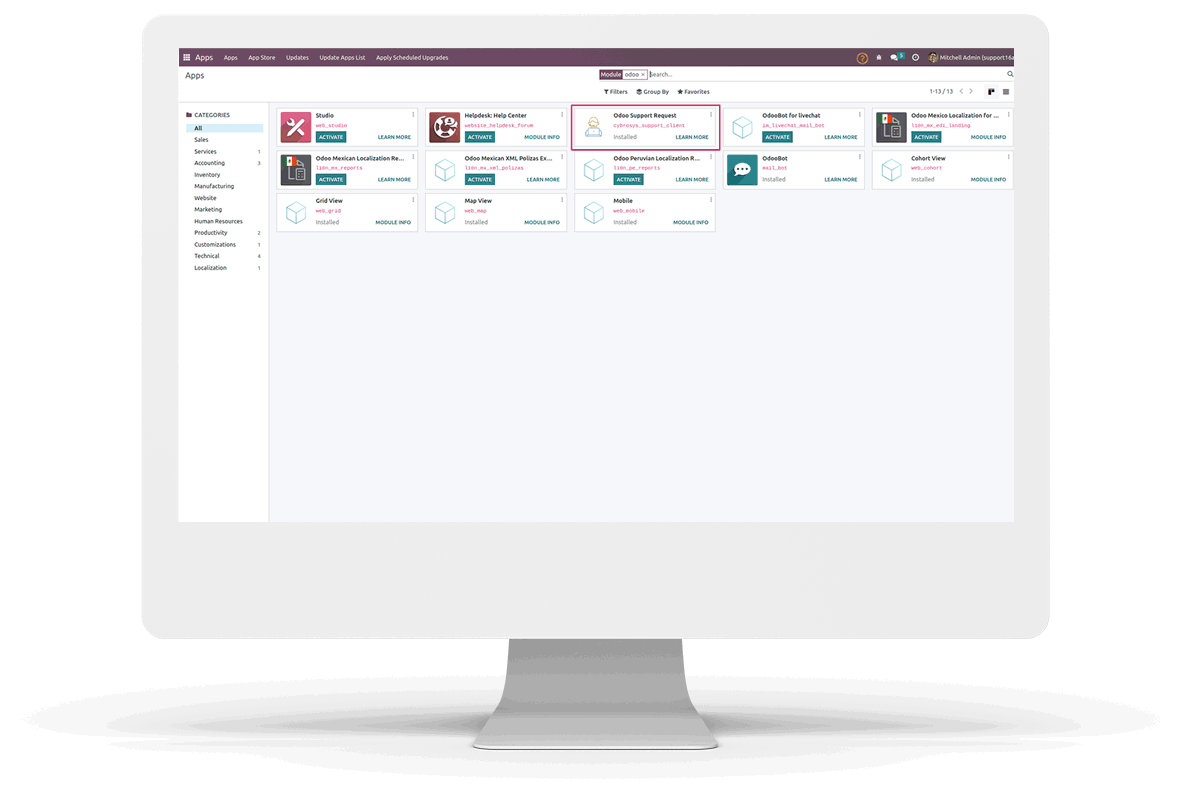 Apps Apps App Store Updates Update Apps List Apply Scheduled Upgrades ? 5 Mitchell Admin (support16a
Apps Module odoo × Search...
Filters Group By Favorites 1-13 / 13
CATEGORIES
All
Sales
Services 1
Accounting 3
Inventory
Manufacturing
Website
Marketing
Human Resources
Productivity 2
Customizations 1
Technical 4
Localization 1
Studio
web_studio
ACTIVATE LEARN MORE
Helpdesk: Help Center
website_helpdesk_forum
ACTIVATE MODULE INFO
Odoo Support Request
cybrosys_support_client
Installed LEARN MORE
OdooBot for livechat
im_livechat_mail_bot
ACTIVATE LEARN MORE
Odoo Mexico Localization for ...
l10n_mx_edi_landing
ACTIVATE MODULE INFO
Odoo Mexican Localization Re...
l10n_mx_reports
ACTIVATE LEARN MORE
Odoo Mexican XML Polizas Ex...
l10n_mx_xml_polizas
ACTIVATE LEARN MORE
Odoo Peruvian Localization R...
l10n_pe_reports
ACTIVATE LEARN MORE
OdooBot
mail_bot
Installed LEARN MORE
Cohort View
web_cohort
Installed MODULE INFO
Grid View
web_grid
Installed MODULE INFO
Map View
web_map
Installed MODULE INFO
Mobile
web_mobile
Installed MODULE INFO